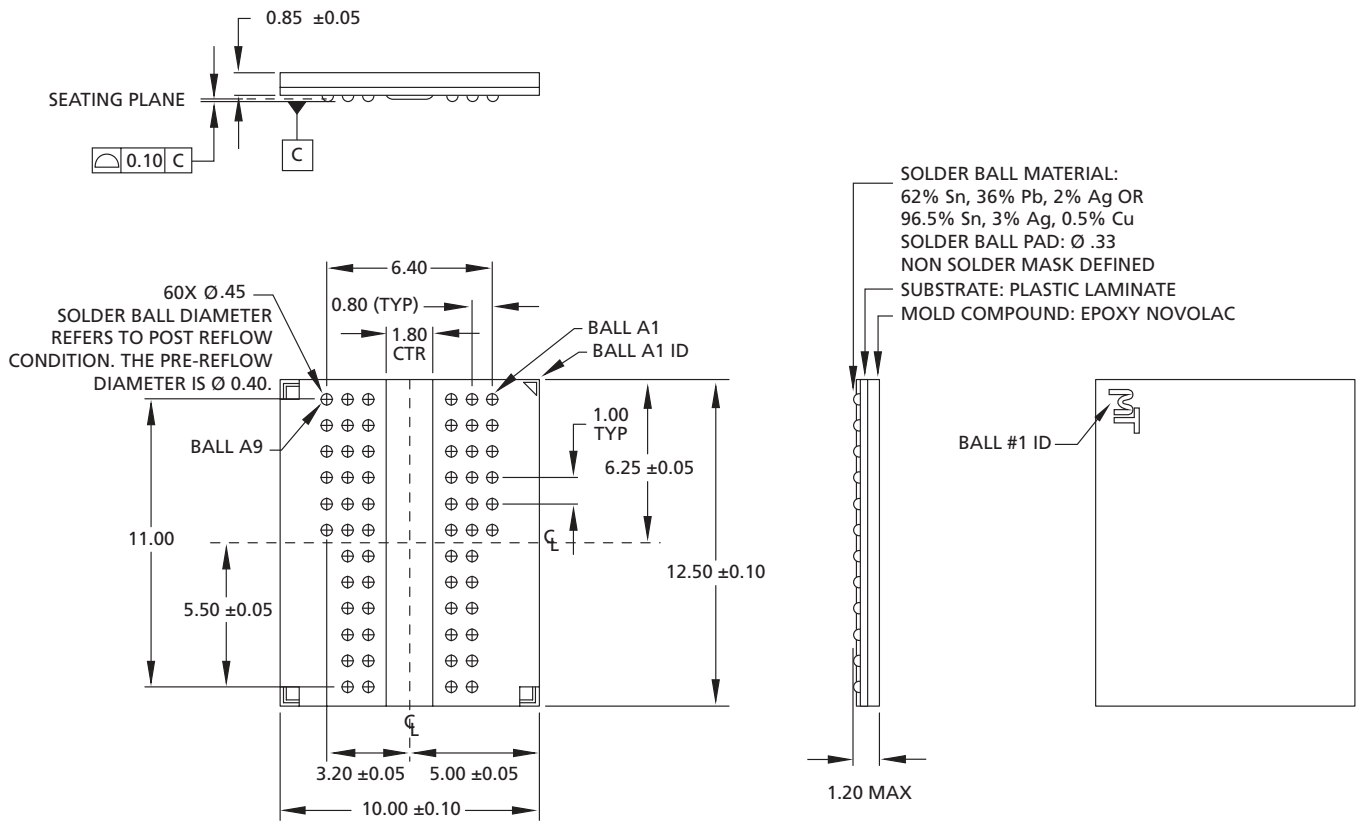 0.85 ±0.05
SEATING PLANE
0.10 C
C
SOLDER BALL MATERIAL:
62% Sn, 36% Pb, 2% Ag OR
96.5% Sn, 3% Ag, 0.5% Cu
SOLDER BALL PAD: Ø .33
NON SOLDER MASK DEFINED
SUBSTRATE: PLASTIC LAMINATE
MOLD COMPOUND: EPOXY NOVOLAC
6.40
0.80 (TYP)
1.80
CTR
60X Ø.45
SOLDER BALL DIAMETER
REFERS TO POST REFLOW
CONDITION. THE PRE-REFLOW
DIAMETER IS Ø 0.40.
BALL A1
BALL A1 ID
BALL A9
1.00
TYP
6.25 ±0.05
BALL #1 ID
MT
11.00
CL
12.50 ±0.10
5.50 ±0.05
CL
3.20 ±0.05
5.00 ±0.05
10.00 ±0.10
1.20 MAX